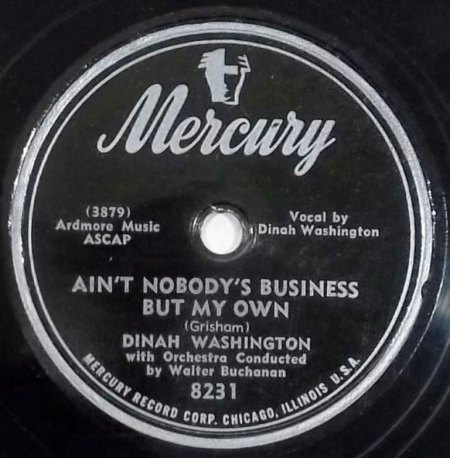 Mercury
(3879)
Ardmore Music
ASCAP
Vocal by
Dinah Washington
AIN'T NOBODY'S BUSINESS
BUT MY OWN
(Grisham)
DINAH WASHINGTON
with Orchestra Conducted
by Walter Buchanan
8231
MERCURY RECORD CORP. CHICAGO, ILLINOIS U.S.A.